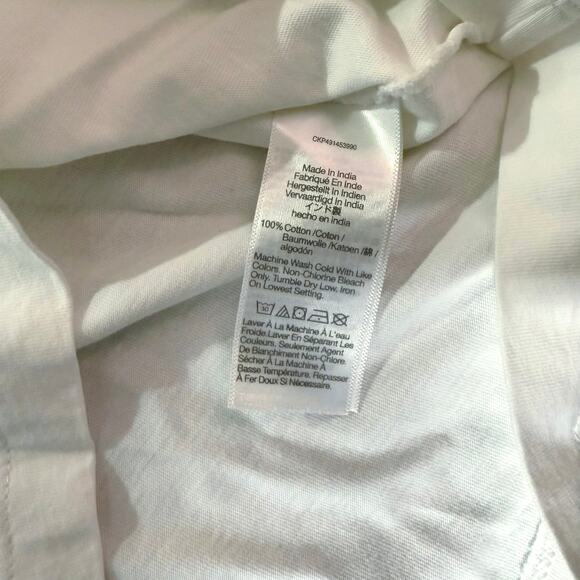 CKP491453990
Made In India
Fabriqué En Inde
Hergestellt In Indien
Vervaardigd In India
インド製
hecho en india
100% Cotton /Coton /
Baumwolle /Katoen /綿 /
algodón
Machine Wash Cold With Like
Colors. Non-Chlorine Bleach
Only. Tumble Dry Low. Iron
On Lowest Setting.
30
Laver À La Machine À L'eau
Froide.Laver En Séparant Les
Couleurs. Seulement Agent
De Blanchiment Non-Chlore.
Sécher À La Machine À
Basse Température. Repasser
À Fer Doux Si Nécessaire.